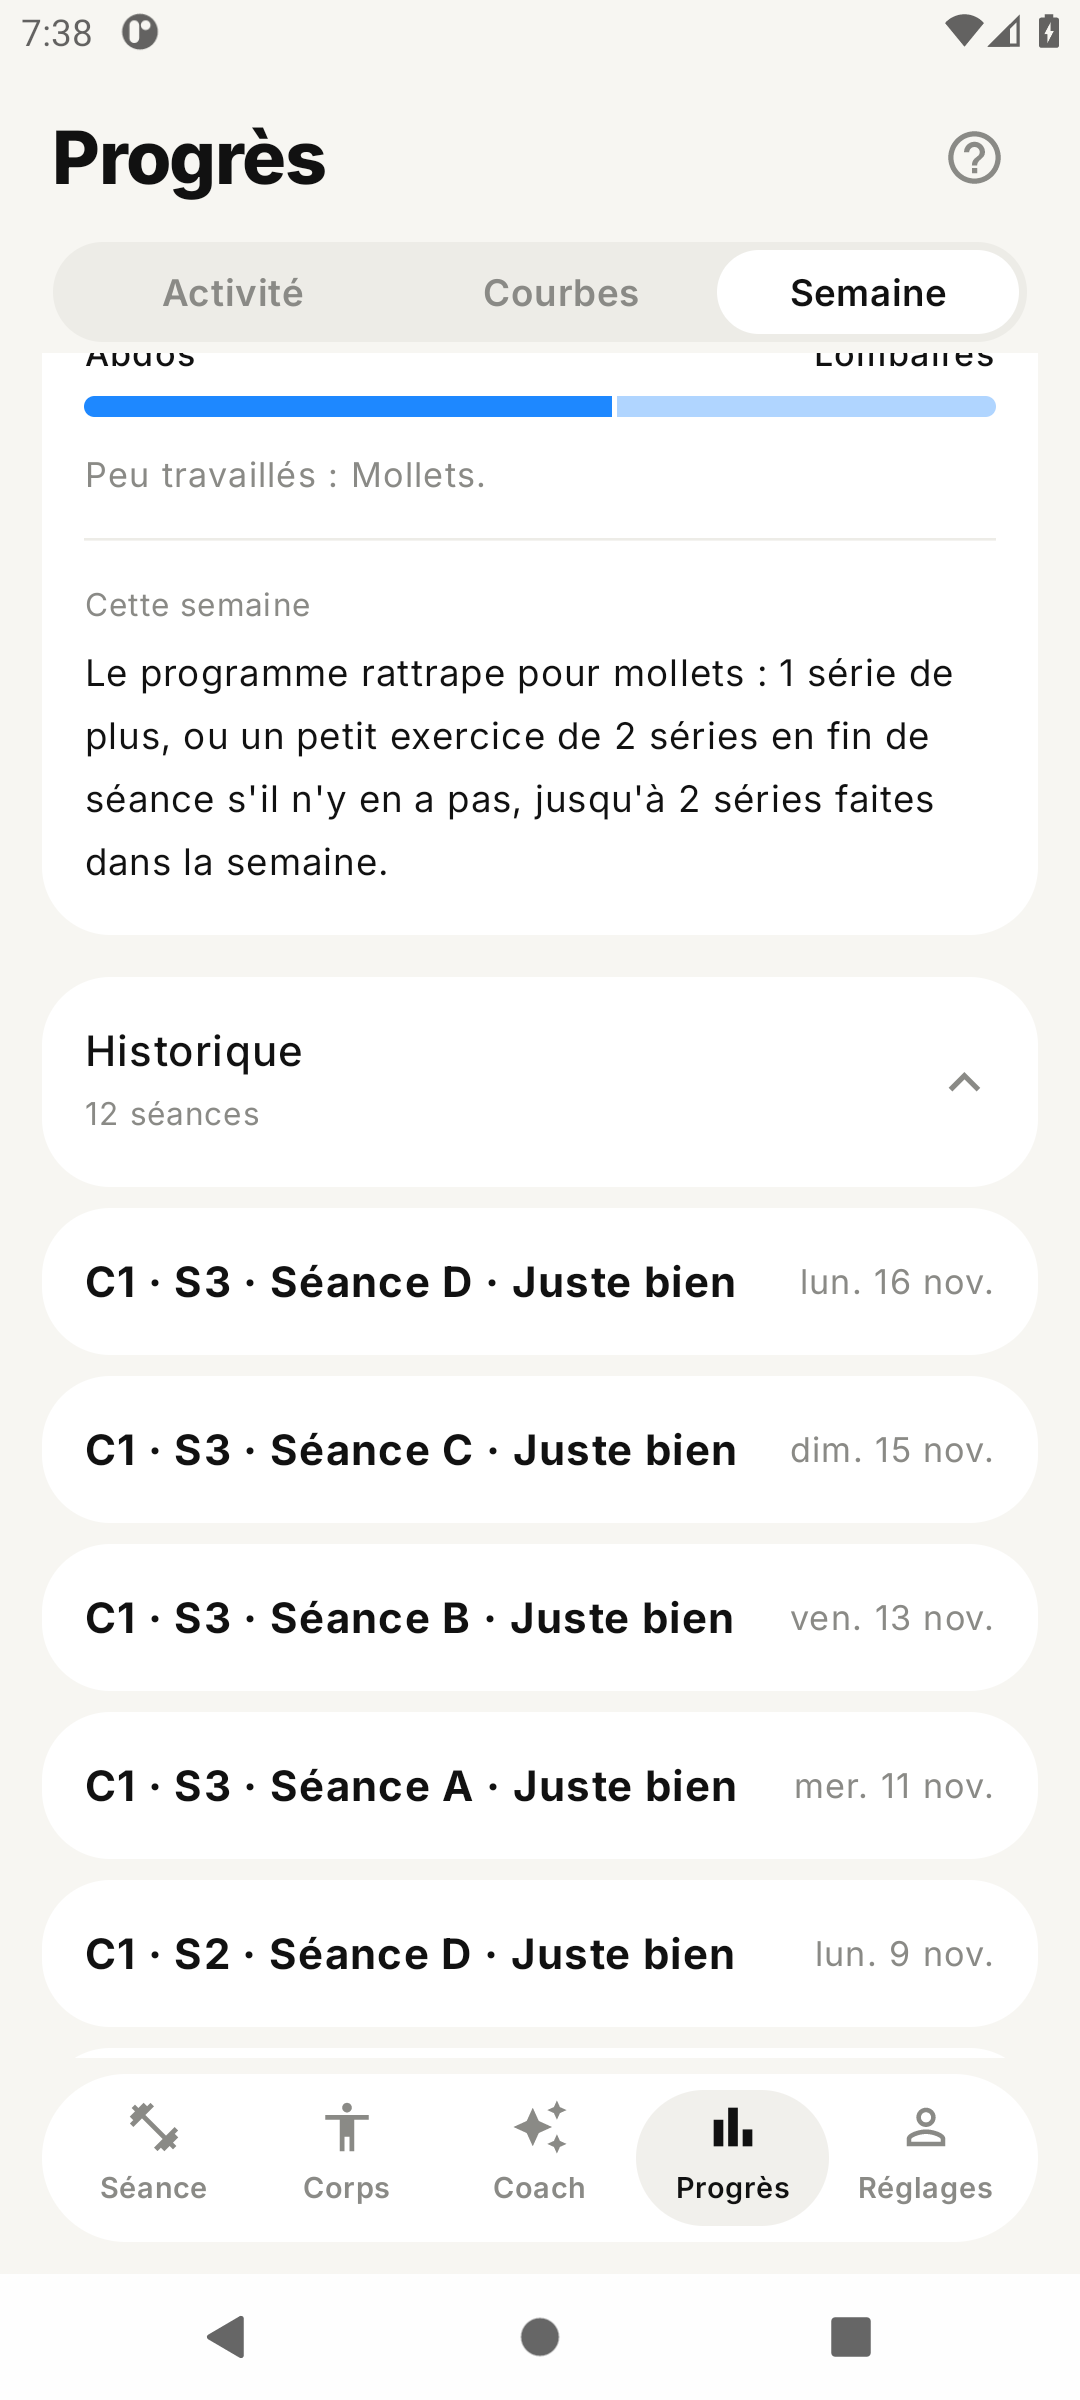 7:38
Progrès
Activité
Courbes
Semaine
Abdos
Lombaires
Peu travaillés : Mollets.
Cette semaine
Le programme rattrape pour mollets : 1 série de
plus, ou un petit exercice de 2 séries en fin de
séance s'il n'y en a pas, jusqu'à 2 séries faites
dans la semaine.
Historique
12 séances
C1 · S3 · Séance D · Juste bien
lun. 16 nov.
C1 · S3 · Séance C · Juste bien
dim. 15 nov.
C1 · S3 · Séance B · Juste bien
ven. 13 nov.
C1 · S3 · Séance A · Juste bien
mer. 11 nov.
C1 · S2 · Séance D · Juste bien
lun. 9 nov.
Séance
Corps
Coach
Progrès
Réglages